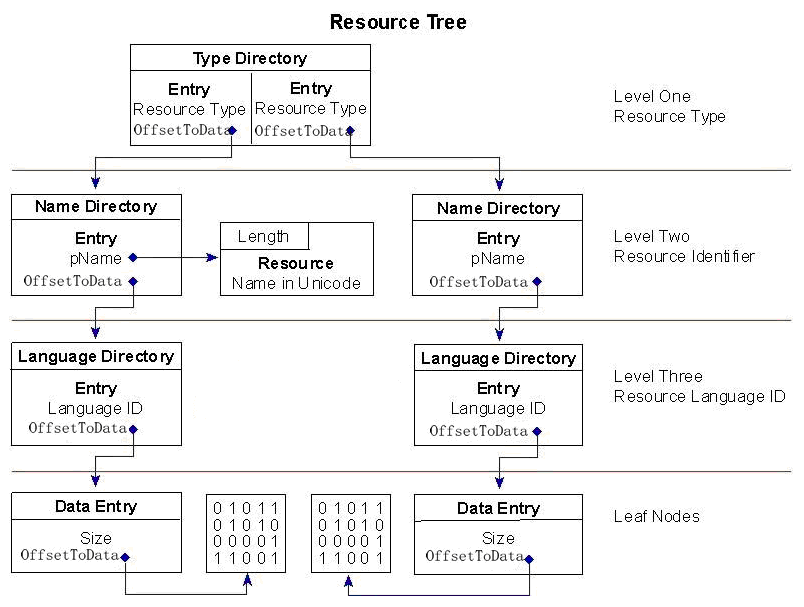 Resource Tree
Type Directory
Entry
Resource Type
OffsetToData
Entry
Resource Type
OffsetToData
Level One
Resource Type
Name Directory
Entry
pName
OffsetToData
Length
Resource
Name in Unicode
Name Directory
Entry
pName
OffsetToData
Level Two
Resource Identifier
Language Directory
Entry
Language ID
OffsetToData
Language Directory
Entry
Language ID
OffsetToData
Level Three
Resource Language ID
Data Entry
Size
OffsetToData
0 1 0 1 1
0 1 0 1 0
0 0 0 0 1
1 1 0 0 1
0 1 0 1 1
0 1 0 1 0
0 0 0 0 1
1 1 0 0 1
Data Entry
Size
OffsetToData
Leaf Nodes